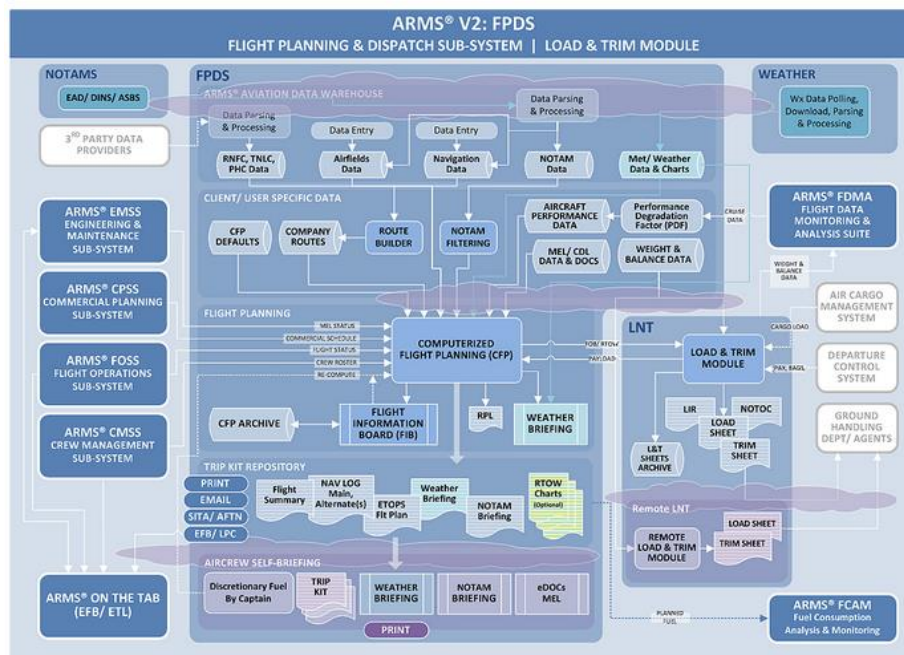 ARMS® V2: FPDS
FLIGHT PLANNING & DISPATCH SUB-SYSTEM | LOAD & TRIM MODULE
NOTAMS
EAD/ DINS/ ASBS
3RD PARTY DATA
PROVIDERS
FPDS
ARMS® AVIATION DATA WAREHOUSE
Data Parsing
& Processing
Data Entry
Data Entry
Data Parsing
& Processing
RNFC, TNLC,
PHC Data
Airfields
Data
Navigation
Data
NOTAM
Data
Met/ Weather
Data & Charts
WEATHER
Wx Data Polling,
Download, Parsing
& Processing
CLIENT/ USER SPECIFIC DATA
CFP
DEFAULTS
COMPANY
ROUTES
ROUTE
BUILDER
NOTAM
FILTERING
AIRCRAFT
PERFORMANCE
DATA
Performance
Degradation
Factor (PDF)
MEL/ CDL
DATA & DOCS
WEIGHT &
BALANCE DATA
CRUISE DATA
ARMS® EMSS
ENGINEERING &
MAINTENANCE
SUB-SYSTEM
ARMS® CPSS
COMMERCIAL PLANNING
SUB-SYSTEM
ARMS® FOSS
FLIGHT OPERATIONS
SUB-SYSTEM
ARMS® CMSS
CREW MANAGEMENT
SUB-SYSTEM
ARMS® ON THE TAB
(EFB/ ETL)
ARMS® FDMA
FLIGHT DATA
MONITORING &
ANALYSIS SUITE
WEIGHT &
BALANCE
DATA
AIR CARGO
MANAGEMENT
SYSTEM
DEPARTURE
CONTROL
SYSTEM
GROUND
HANDLING
DEPT/ AGENTS
FLIGHT PLANNING
MEL STATUS
COMMERCIAL SCHEDULE
FLIGHT STATUS
CREW ROSTER
RE-COMPUTE
COMPUTERIZED
FLIGHT PLANNING (CFP)
FOB/ RTOW
PAYLOAD
CFP ARCHIVE
FLIGHT
INFORMATION
BOARD (FIB)
RPL
WEATHER
BRIEFING
LNT
CARGO LOAD
LOAD & TRIM
MODULE
PAX, BAGS,
LIR
LOAD
SHEET
NOTOC
TRIM
SHEET
L&T
SHEETS
ARCHIVE
Remote LNT
REMOTE
LOAD & TRIM
MODULE
LOAD SHEET
TRIM SHEET
TRIP KIT REPOSITORY
PRINT
EMAIL
SITA/ AFTN
EFB/ LPC
Flight
Summary
NAV LOG
Main,
Alternate(s)
ETOPS
Flt Plan
Weather
Briefing
NOTAM
Briefing
RTOW
Charts
(Optional)
AIRCREW SELF-BRIEFING
Discretionary Fuel
By Captain
TRIP
KIT
WEATHER
BRIEFING
NOTAM
BRIEFING
eDOCs
MEL
PRINT
PLANNED
FUEL
ARMS® FCAM
Fuel Consumption
Analysis & Monitoring